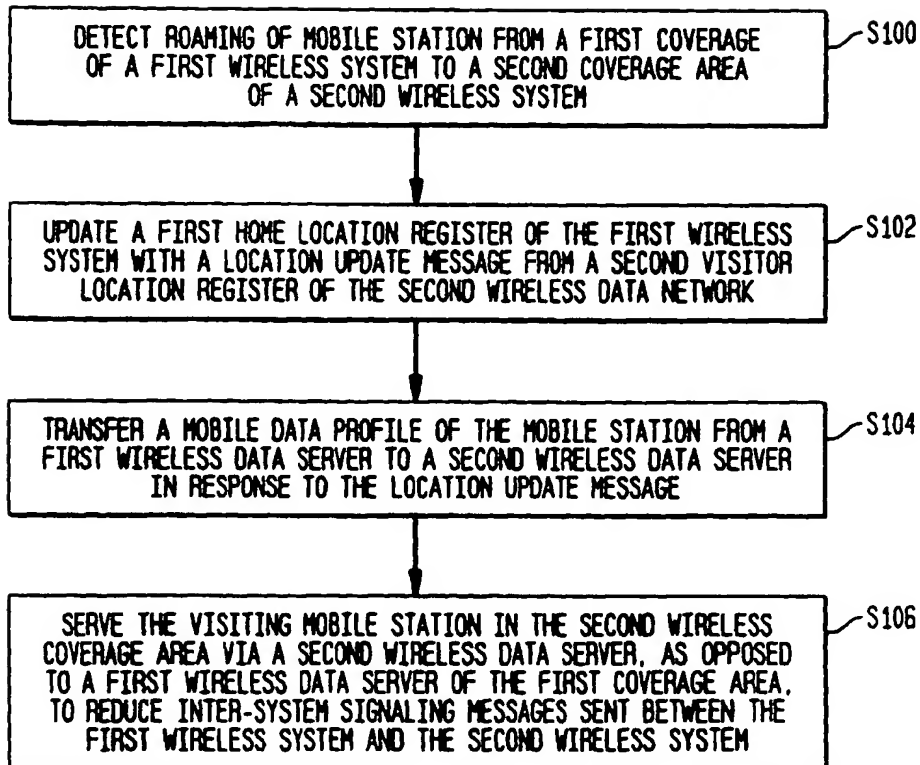 DETECT ROAMING OF MOBILE STATION FROM A FIRST COVERAGE
OF A FIRST WIRELESS SYSTEM TO A SECOND COVERAGE AREA
OF A SECOND WIRELESS SYSTEM
S100
UPDATE A FIRST HOME LOCATION REGISTER OF THE FIRST WIRELESS
SYSTEM WITH A LOCATION UPDATE MESSAGE FROM A SECOND VISITOR
LOCATION REGISTER OF THE SECOND WIRELESS DATA NETWORK
S102
TRANSFER A MOBILE DATA PROFILE OF THE MOBILE STATION FROM A
FIRST WIRELESS DATA SERVER TO A SECOND WIRELESS DATA SERVER
IN RESPONSE TO THE LOCATION UPDATE MESSAGE
S104
SERVE THE VISITING MOBILE STATION IN THE SECOND WIRELESS
COVERAGE AREA VIA A SECOND WIRELESS DATA SERVER, AS OPPOSED
TO A FIRST WIRELESS DATA SERVER OF THE FIRST COVERAGE AREA,
TO REDUCE INTER-SYSTEM SIGNALING MESSAGES SENT BETWEEN THE
FIRST WIRELESS SYSTEM AND THE SECOND WIRELESS SYSTEM
S106